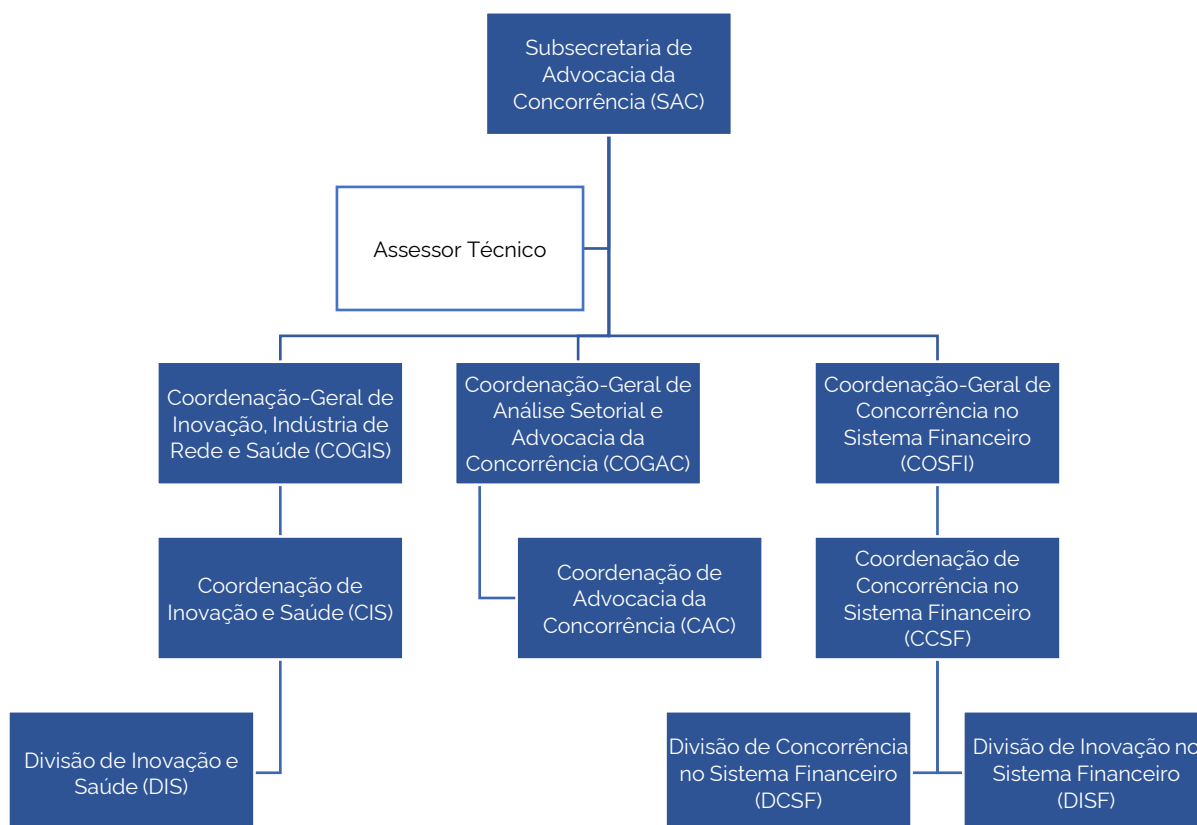 Subsecretaria de
Advocacia da
Concorrência (SAC)
Assessor Técnico
Coordenação-Geral de
Inovação, Indústria de
Rede e Saúde (COGIS)
Coordenação-Geral de
Análise Setorial e
Advocacia da
Concorrência (COGAC)
Coordenação-Geral de
Concorrência no
Sistema Financeiro
(COSFI)
Coordenação de
Inovação e Saúde (CIS)
Coordenação de
Advocacia da
Concorrência (CAC)
Coordenação de
Concorrência no
Sistema Financeiro
(CCSF)
Divisão de Inovação e
Saúde (DIS)
Divisão de Concorrência
no Sistema Financeiro
(DCSF)
Divisão de Inovação no
Sistema Financeiro
(DISF)